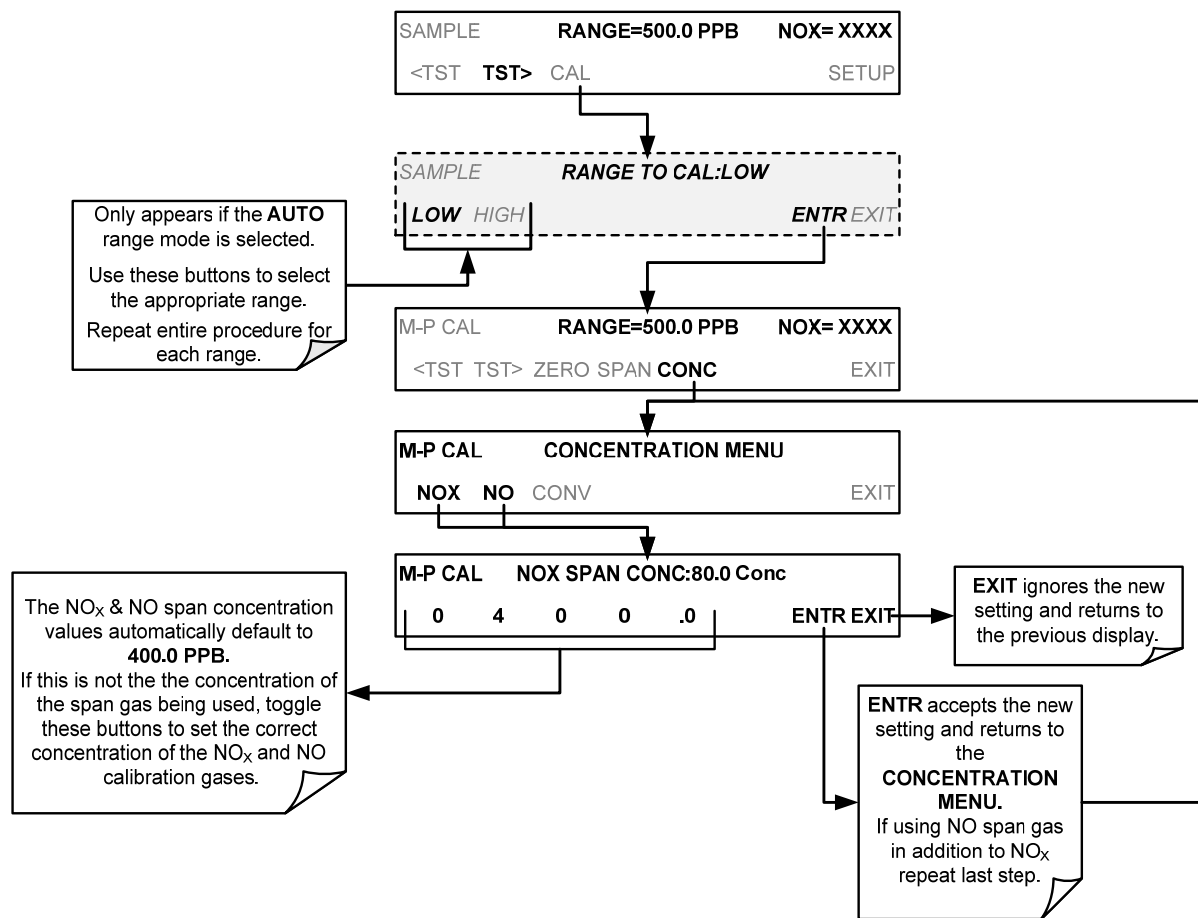 SAMPLE RANGE=500.0 PPB NOX= XXXX
<TST TST> CAL SETUP
SAMPLE RANGE TO CAL:LOW
LOW HIGH ENTR EXIT
Only appears if the AUTO
range mode is selected.
Use these buttons to select
the appropriate range.
Repeat entire procedure for
each range.
M-P CAL RANGE=500.0 PPB NOX= XXXX
<TST TST> ZERO SPAN CONC EXIT
M-P CAL CONCENTRATION MENU
NOX NO CONV EXIT
M-P CAL NOX SPAN CONC:80.0 Conc
0 4 0 0 .0 ENTR EXIT
The NOX & NO span concentration
values automatically default to
400.0 PPB.
If this is not the the concentration of
the span gas being used, toggle
these buttons to set the correct
concentration of the NOX and NO
calibration gases.
EXIT ignores the new
setting and returns to
the previous display.
ENTR accepts the new
setting and returns to
the
CONCENTRATION
MENU.
If using NO span gas
in addition to NOX
repeat last step.